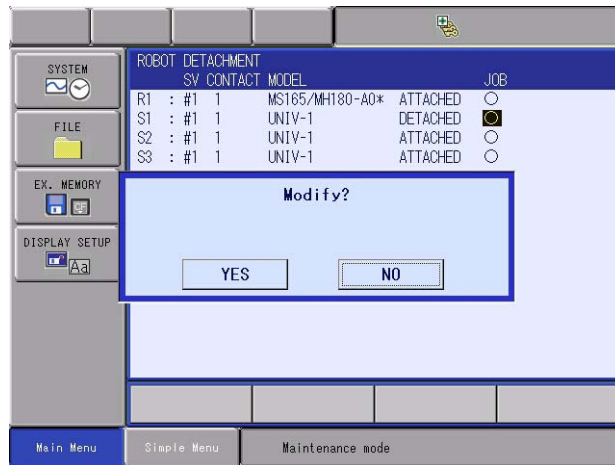 SYSTEM
FILE
EX. MEMORY
CF
DISPLAY SETUP
Aa
ROBOT DETACHMENT
SV CONTACT MODEL JOB
R1 : #1 1 MS165/MH180-A0* ATTACHED
S1 : #1 1 UNIV-1 DETACHED
S2 : #1 1 UNIV-1 ATTACHED
S3 : #1 1 UNIV-1 ATTACHED
Modify?
YES NO
Main Menu Simple Menu Maintenance mode